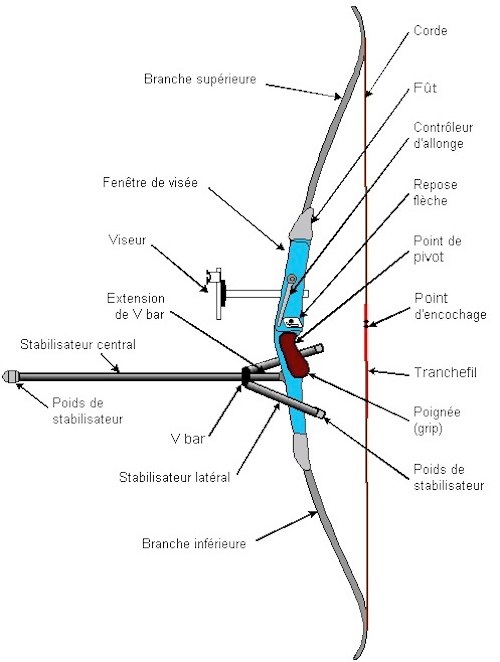 Corde
Branche supérieure
Fût
Contrôleur
d'allonge
Fenêtre de visée
Repose
flèche
Viseur
Point de
pivot
Extension
de V bar
Point
d'encochage
Stabilisateur central
Tranchefil
Poids de
stabilisateur
Poignée
(grip)
V bar
Stabilisateur latéral
Poids de
stabilisateur
Branche inférieure